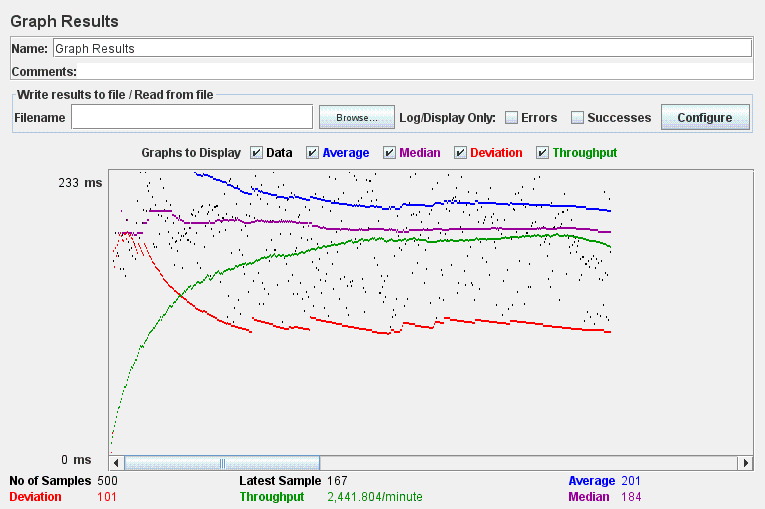 Graph Results
Name: Graph Results
Comments:
Write results to file / Read from file
Filename Browse... Log/Display Only: Errors Successes Configure
Graphs to Display Data Average Median Deviation Throughput
233 ms
0 ms
No of Samples 500 Latest Sample 167 Average 201
Deviation 101 Throughput 2,441.804/minute Median 184